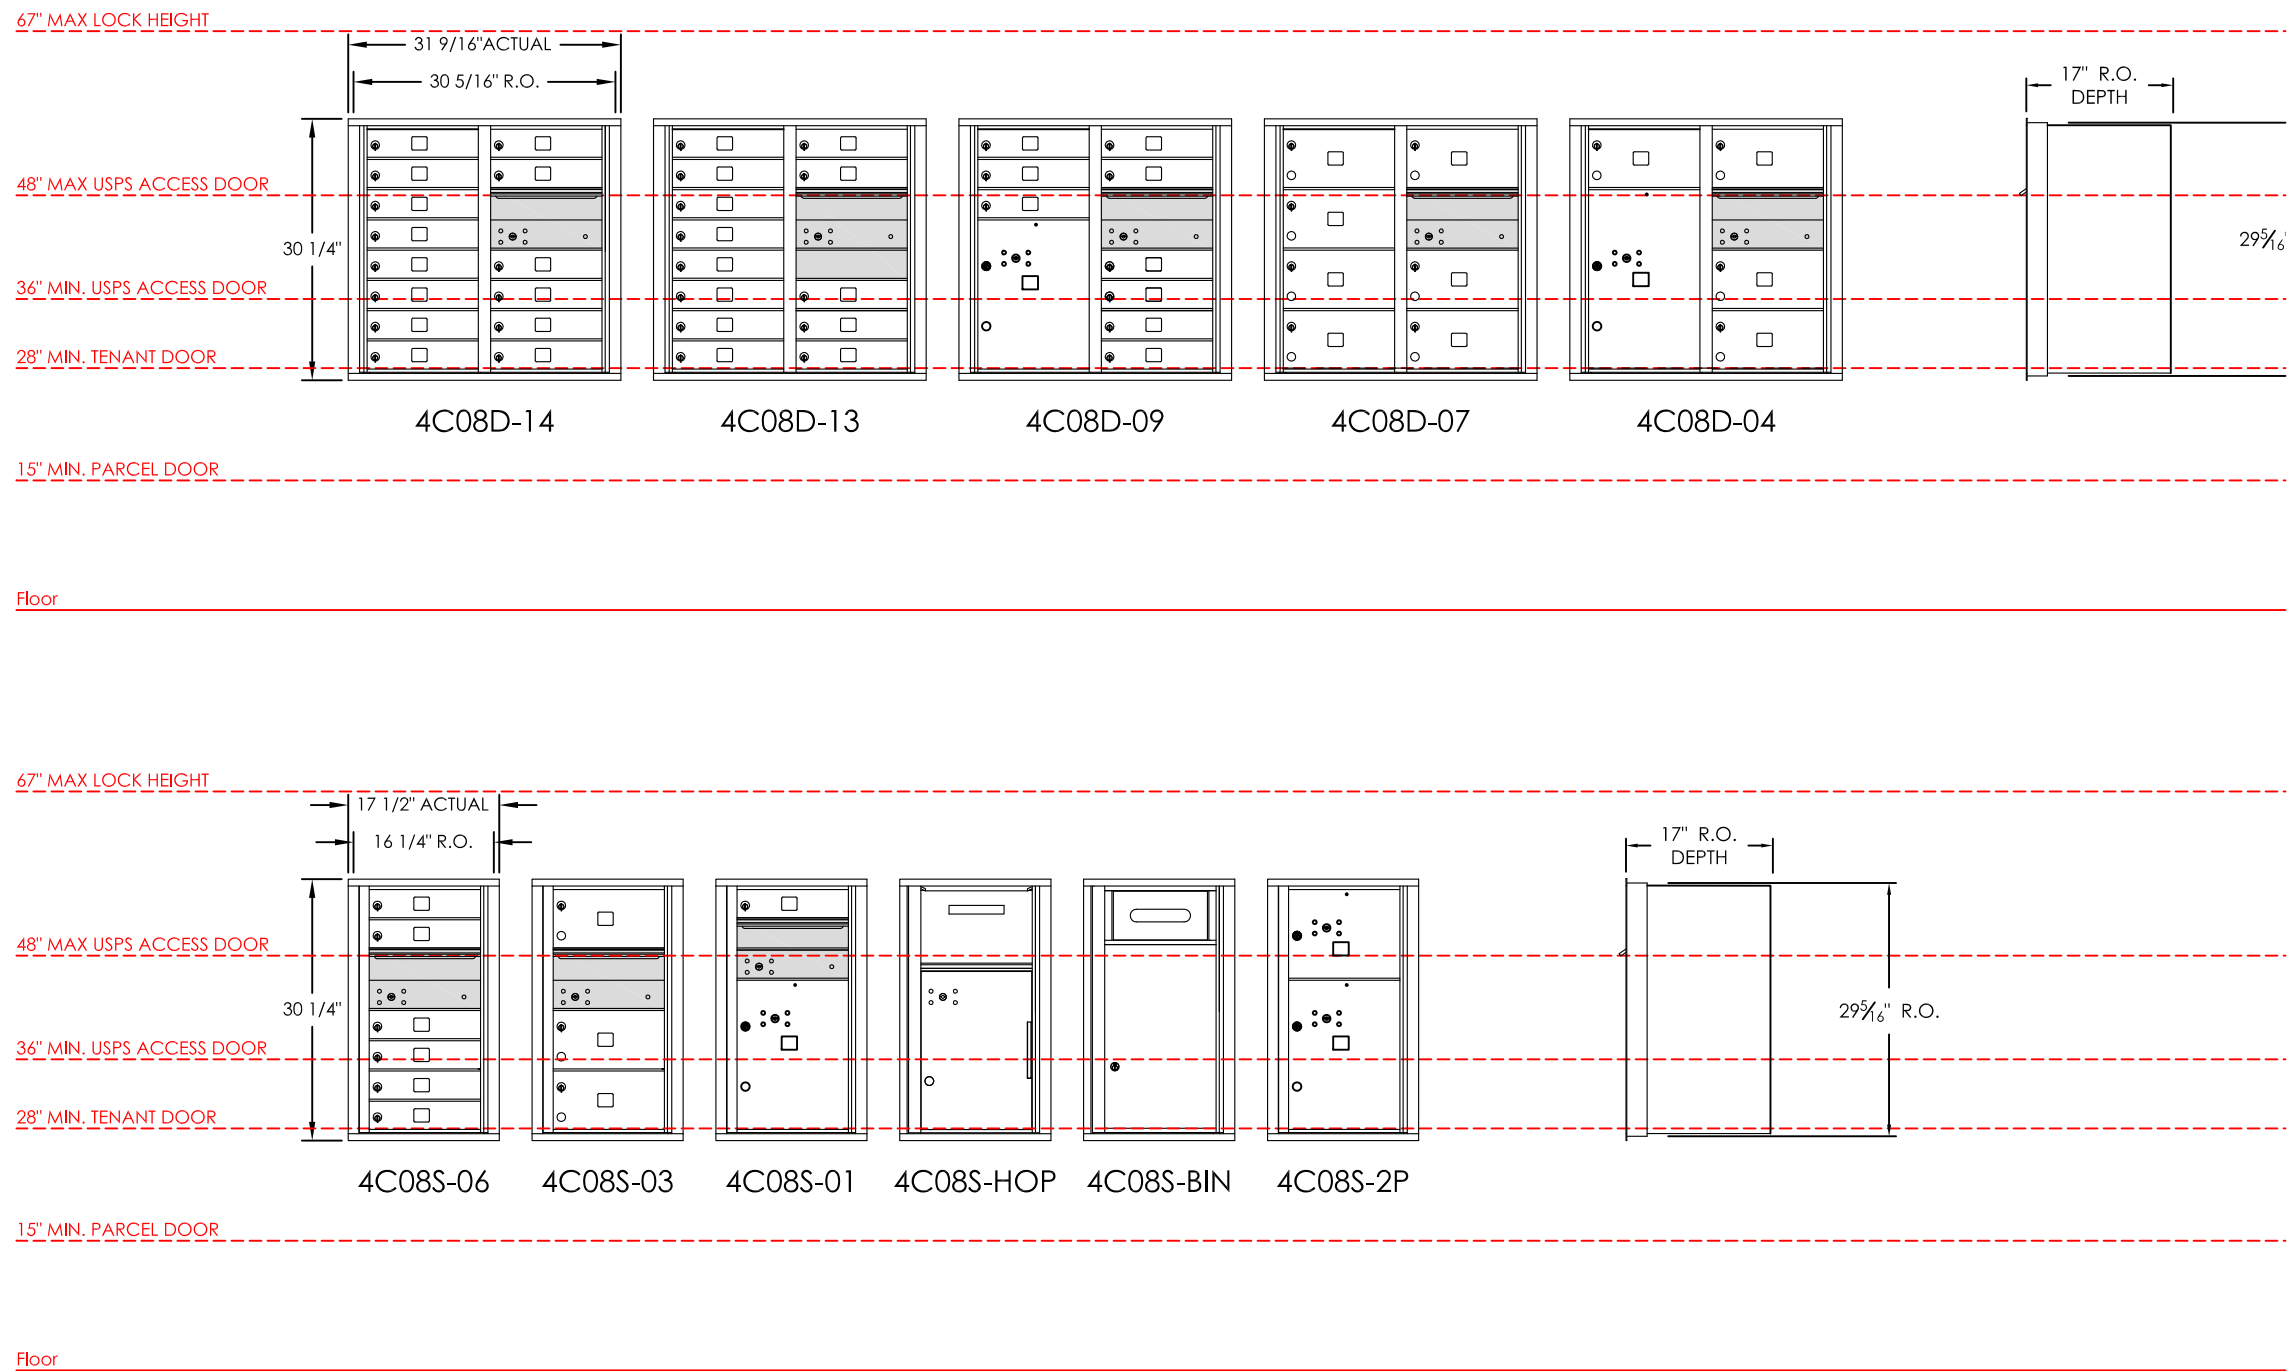 67" MAX LOCK HEIGHT
31 9/16"ACTUAL
30 5/16" R.O.
17" R.O.
DEPTH
48" MAX USPS ACCESS DOOR
30 1/4"
29 5/16"
36" MIN. USPS ACCESS DOOR
28" MIN. TENANT DOOR
4C08D-14
4C08D-13
4C08D-09
4C08D-07
4C08D-04
15" MIN. PARCEL DOOR
Floor
67" MAX LOCK HEIGHT
17 1/2" ACTUAL
16 1/4" R.O.
17" R.O.
DEPTH
48" MAX USPS ACCESS DOOR
30 1/4"
29 5/16" R.O.
36" MIN. USPS ACCESS DOOR
28" MIN. TENANT DOOR
4C08S-06
4C08S-03
4C08S-01
4C08S-HOP
4C08S-BIN
4C08S-2P
15" MIN. PARCEL DOOR
Floor